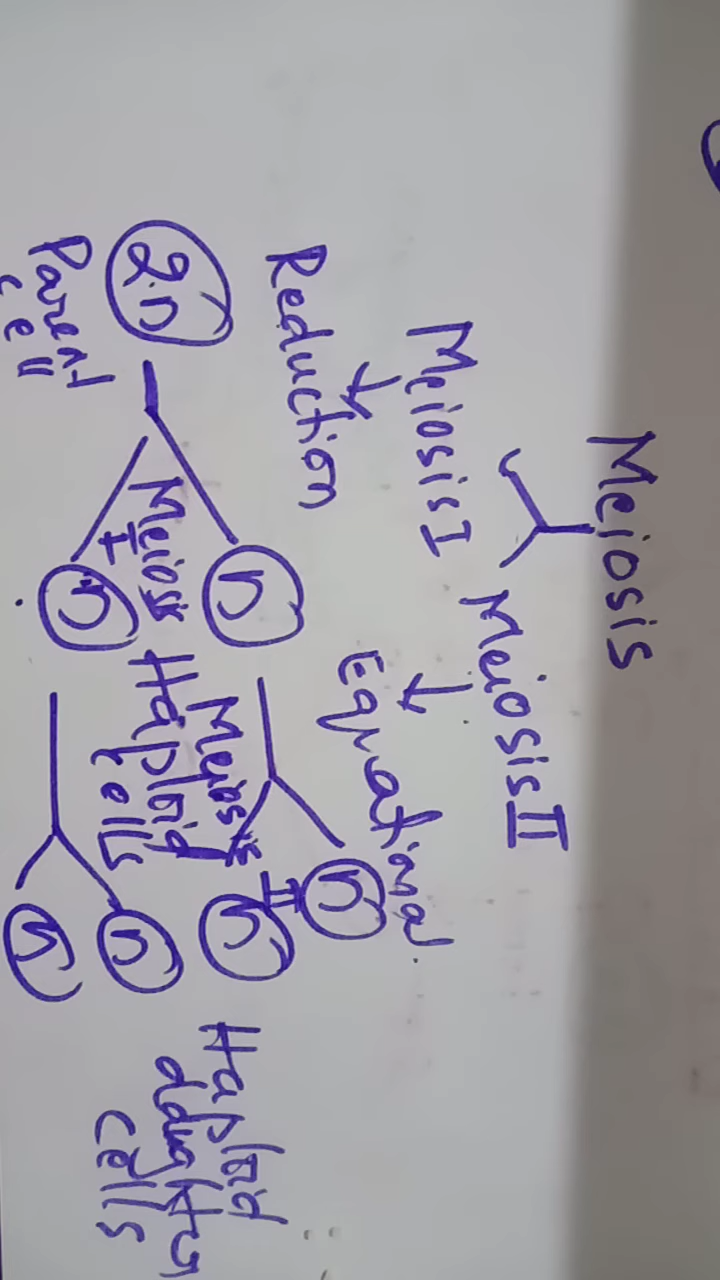 Meiosis
Meiosis I Meiosis II
Reduction Equational
2n n n
Meiosis I Meiosis II
n n n n
Parent cell
Haploid cells
Haploid
daughter
cells